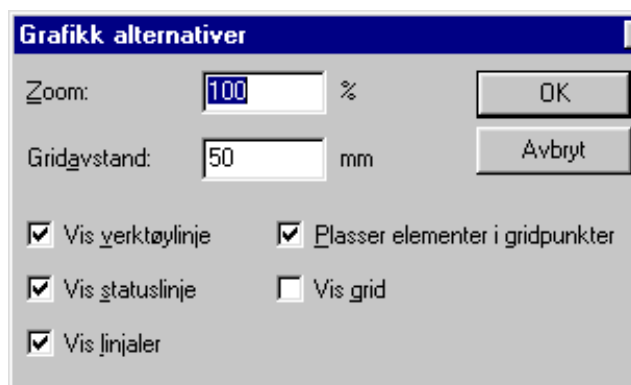 Grafikk alternativer
Zoom: 100 % OK
Gridavstand: 50 mm Avbryt
Vis verktøylinje Plasser elementer i gridpunkter
Vis statuslinje Vis grid
Vis linjaler